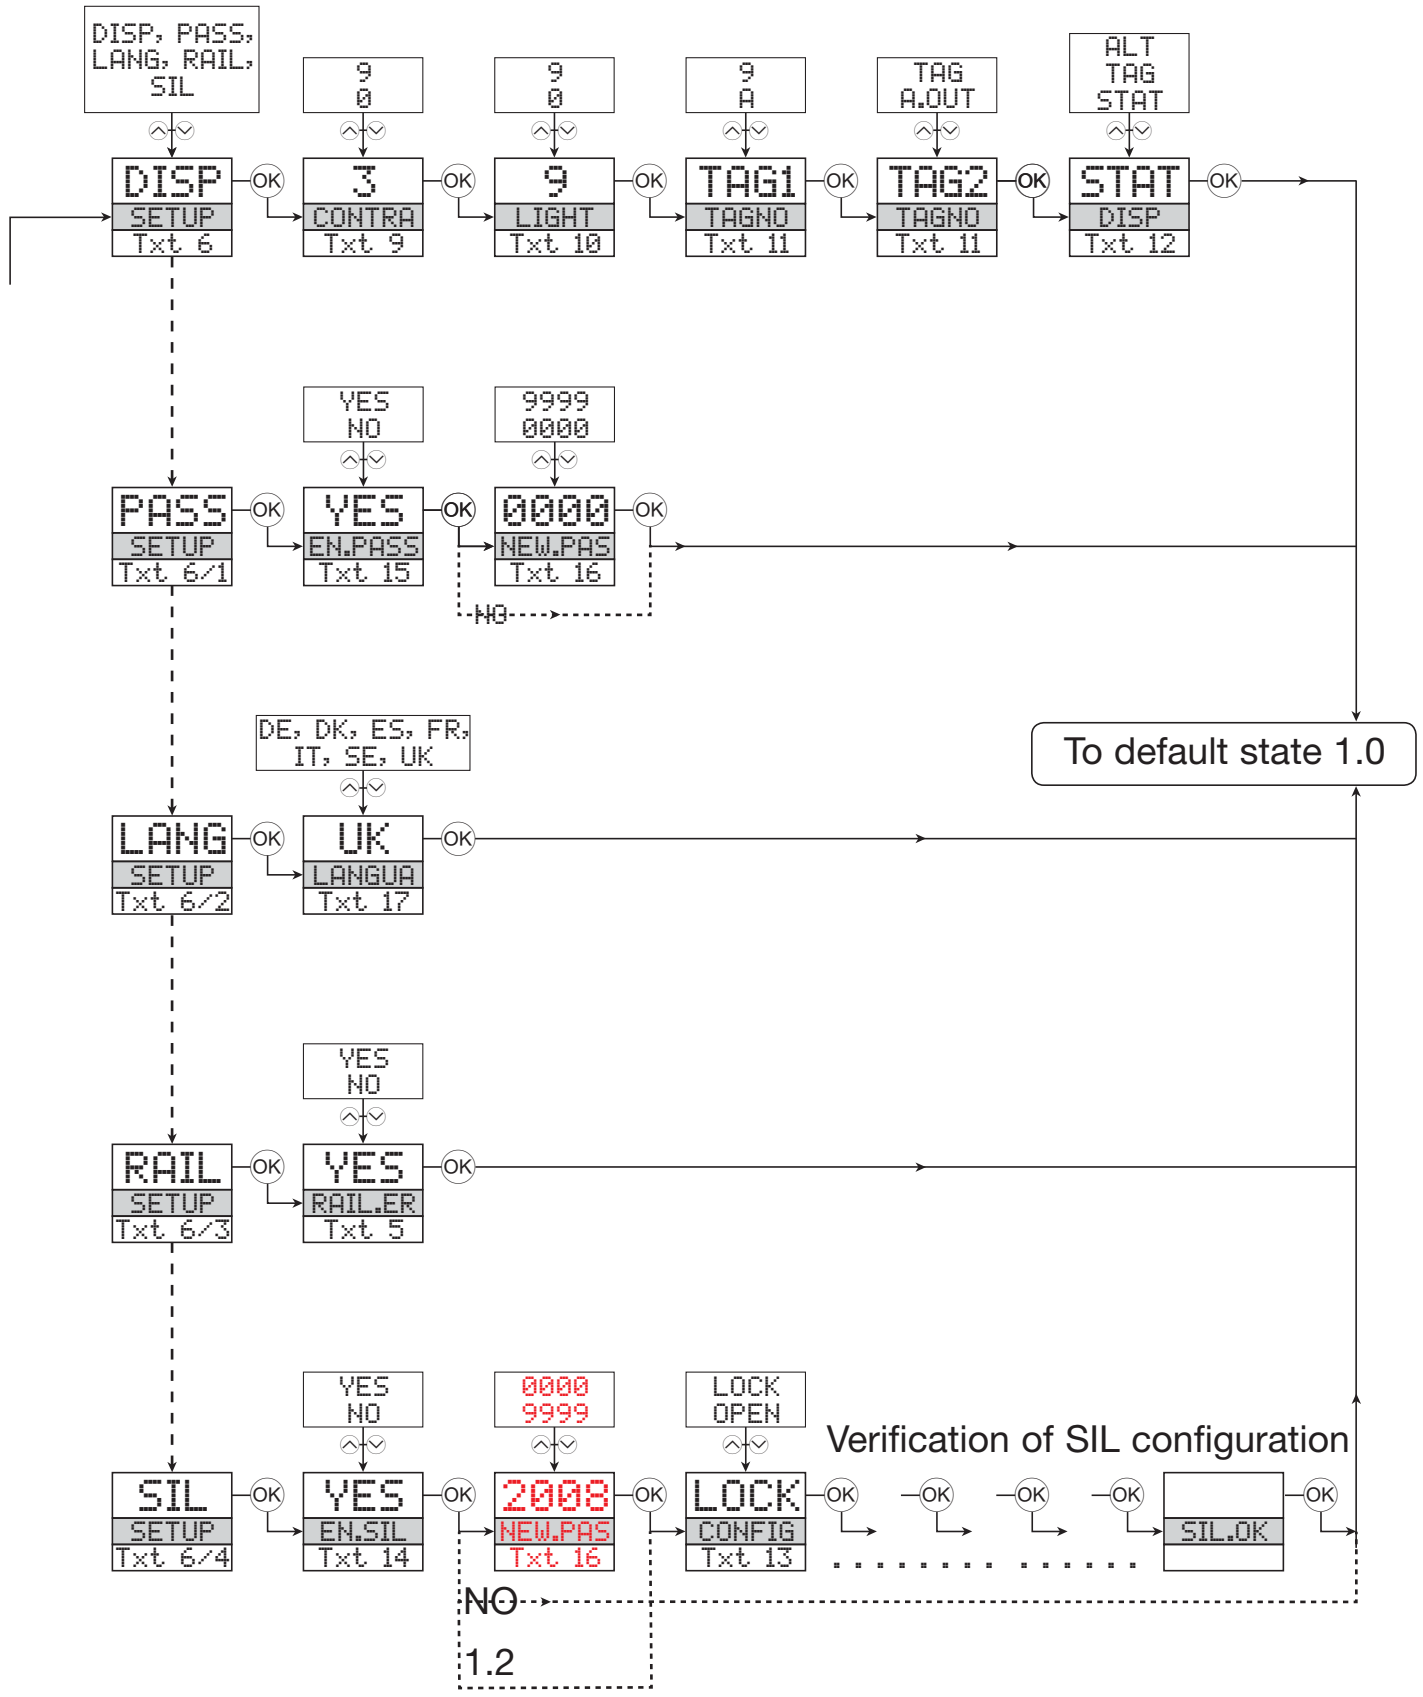 DISP, PASS,
LANG, RAIL,
SIL
9
0
9
0
9
A
TAG
A.OUT
ALT
TAG
STAT
DISP
SETUP
Txt 6
OK
3
CONTRA
Txt 9
OK
9
LIGHT
Txt 10
OK
TAG1
TAGNO
Txt 11
OK
TAG2
TAGNO
Txt 11
OK
STAT
DISP
Txt 12
OK
YES
NO
9999
0000
PASS
SETUP
Txt 6/1
OK
YES
EN.PASS
Txt 15
OK
0000
NEW.PAS
Txt 16
OK
NO
DE, DK, ES, FR,
IT, SE, UK
To default state 1.0
LANG
SETUP
Txt 6/2
OK
UK
LANGUA
Txt 17
OK
YES
NO
RAIL
SETUP
Txt 6/3
OK
YES
RAIL.ER
Txt 5
OK
YES
NO
0000
9999
LOCK
OPEN
Verification of SIL configuration
SIL
SETUP
Txt 6/4
OK
YES
EN.SIL
Txt 14
OK
2008
NEW.PAS
Txt 16
OK
LOCK
CONFIG
Txt 13
OK
OK
OK
OK
SIL.OK
OK
NO
1.2